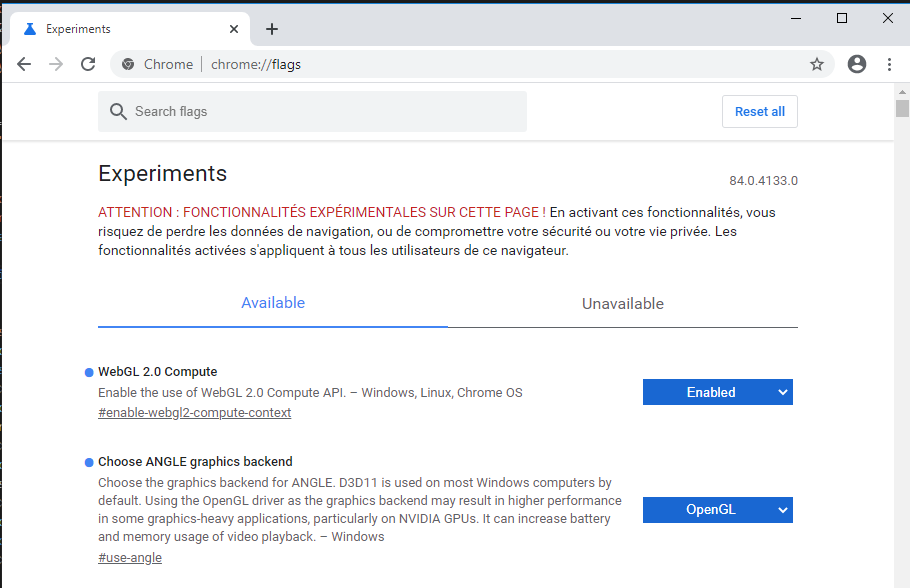 Experiments
Chrome
chrome://flags
Search flags
Reset all
Experiments
84.0.4133.0
ATTENTION : FONCTIONNALITÉS EXPÉRIMENTALES SUR CETTE PAGE ! En activant ces fonctionnalités, vous
risquez de perdre les données de navigation, ou de compromettre votre sécurité ou votre vie privée. Les
fonctionnalités activées s'appliquent à tous les utilisateurs de ce navigateur.
Available
Unavailable
WebGL 2.0 Compute
Enable the use of WebGL 2.0 Compute API. – Windows, Linux, Chrome OS
#enable-webgl2-compute-context
Enabled
Choose ANGLE graphics backend
Choose the graphics backend for ANGLE. D3D11 is used on most Windows computers by
default. Using the OpenGL driver as the graphics backend may result in higher performance
in some graphics-heavy applications, particularly on NVIDIA GPUs. It can increase battery
and memory usage of video playback. – Windows
#use-angle
OpenGL